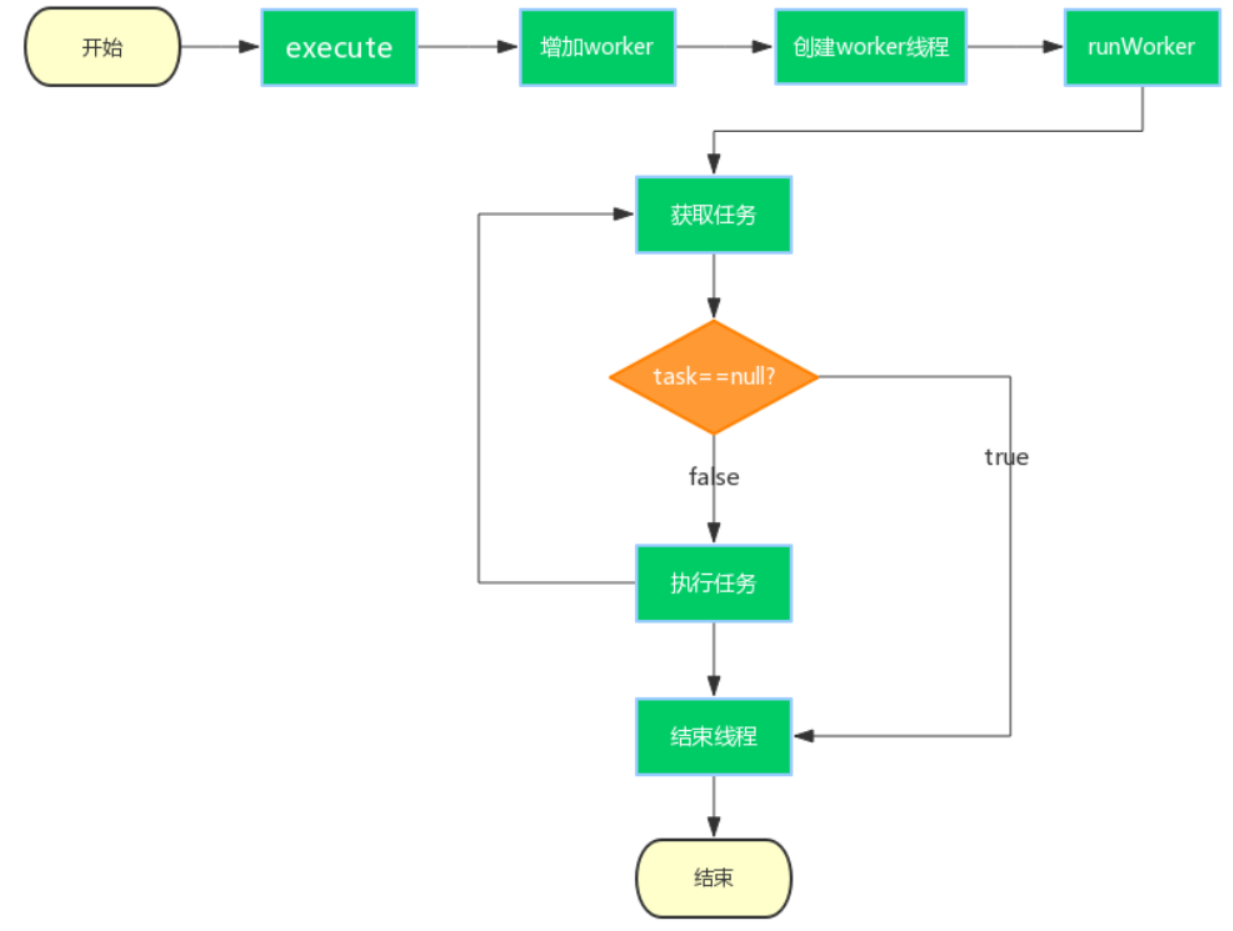 开始
execute
增加worker
创建worker线程
runWorker
获取任务
task==null?
true
false
执行任务
结束线程
结束